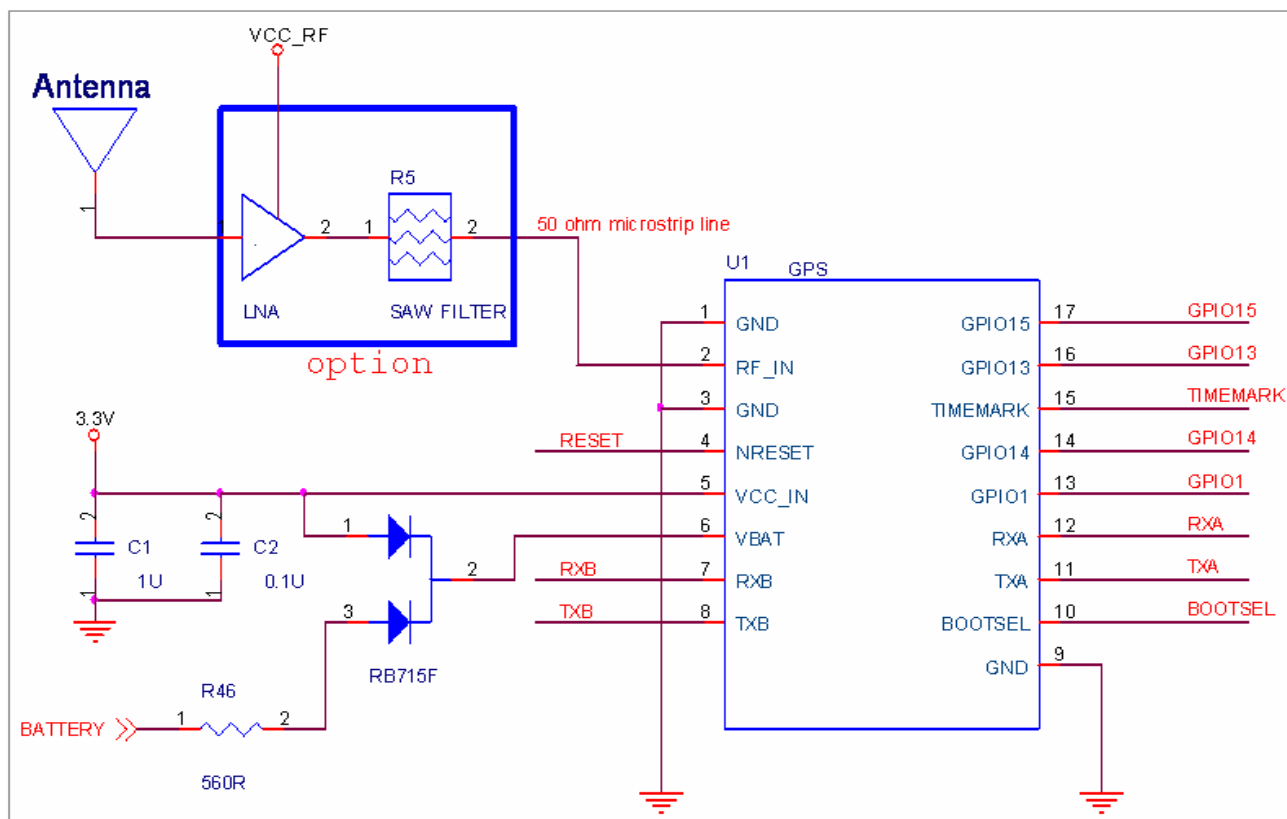 VCC_RF
Antenna
1
1
2
R5
1
2
LNA
SAW FILTER
option
50 ohm microstrip line
U1
GPS
1
GND
2
RF_IN
3
GND
RESET
4
NRESET
5
VCC_IN
6
VBAT
RXB
7
RXB
TXB
8
TXB
GPIO15
17
GPIO15
GPIO13
16
GPIO13
TIMEMARK
15
TIMEMARK
GPIO14
14
GPIO14
GPIO1
13
GPIO1
RXA
12
RXA
TXA
11
TXA
BOOTSEL
10
BOOTSEL
GND
9
3.3V
2
C1
1U
1
2
C2
0.1U
1
1
2
3
RB715F
R46
BATTERY
1
2
560R